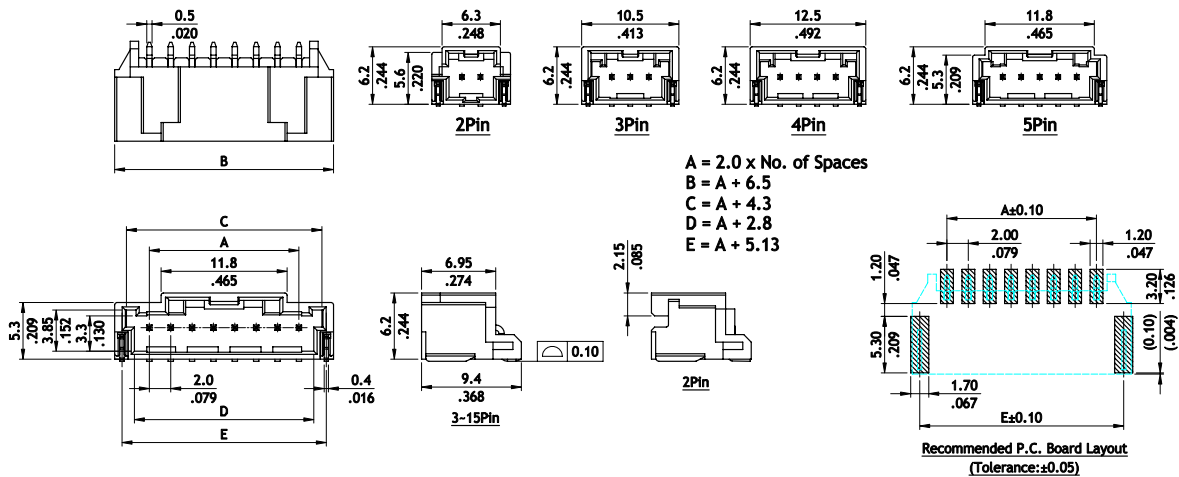 0.5
.020
B
6.3
.248
6.2
.244
5.6
.220
2Pin
10.5
.413
6.2
.244
3Pin
12.5
.492
6.2
.244
4Pin
11.8
.465
6.2
.244
5.3
.209
5Pin
A = 2.0 x No. of Spaces
B = A + 6.5
C = A + 4.3
D = A + 2.8
E = A + 5.13
C
A
11.8
.465
5.3
.209
3.85
.152
3.3
.130
2.0
.079
0.4
.016
D
E
6.95
.274
6.2
.244
0.10
9.4
.368
3~15Pin
2.15
.085
2Pin
A±0.10
2.00
.079
1.20
.047
1.20
.047
3.20
.126
5.30
.209
(0.10)
(.004)
1.70
.067
E±0.10
Recommended P.C. Board Layout
(Tolerance:±0.05)